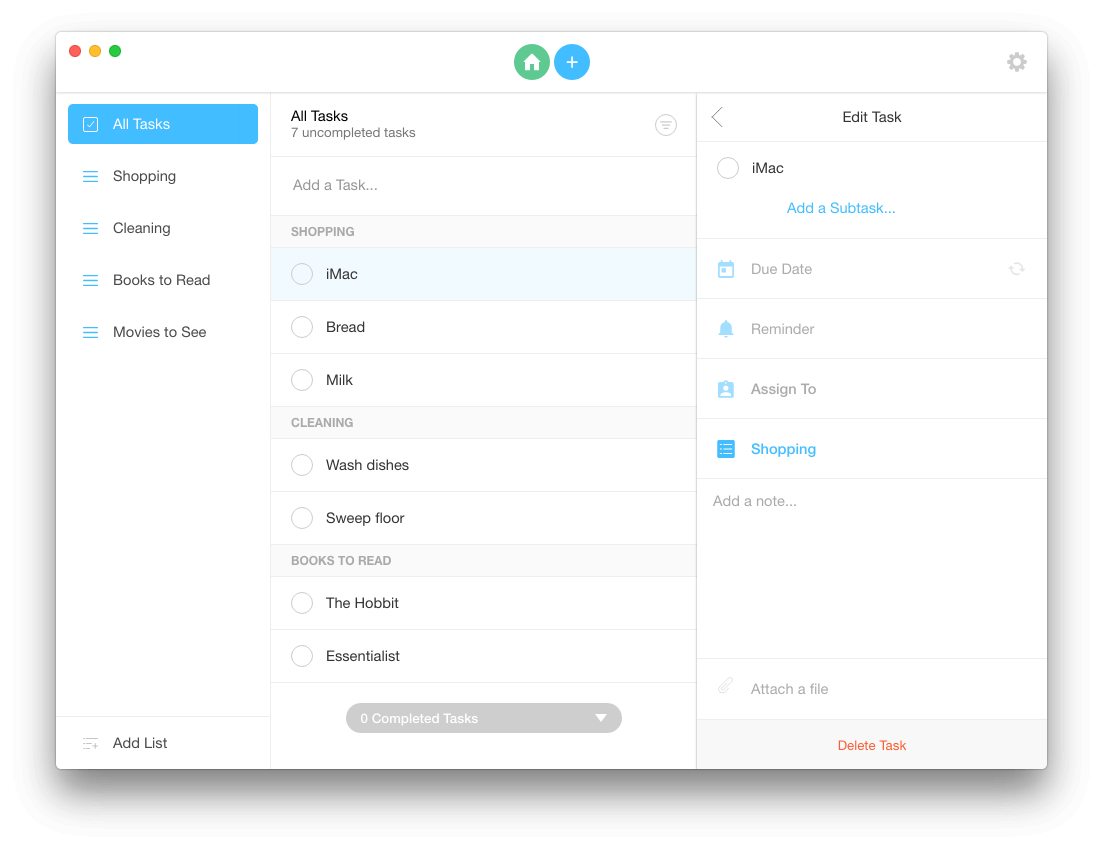 All Tasks
Shopping
Cleaning
Books to Read
Movies to See
Add List
All Tasks
7 uncompleted tasks
Add a Task...
SHOPPING
iMac
Bread
Milk
CLEANING
Wash dishes
Sweep floor
BOOKS TO READ
The Hobbit
Essentialist
0 Completed Tasks
Edit Task
iMac
Add a Subtask...
Due Date
Reminder
Assign To
Shopping
Add a note...
Attach a file
Delete Task